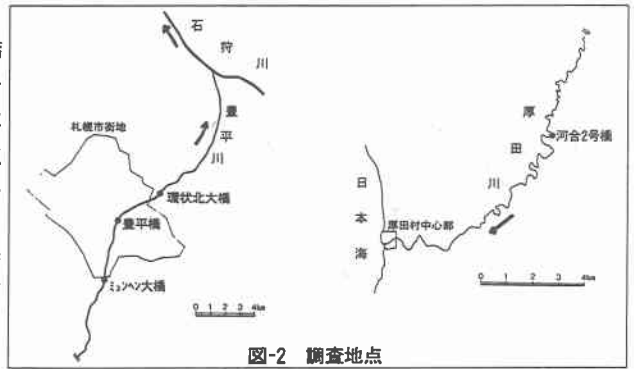 石狩川
豊平川
札幌市街地
環状北大橋
豊平橋
ミュンヘン大橋
0 1 2 3 4km
厚田川
河合2号橋
日本海
厚田村中心部
0 1 2 3 4km
図-2 調査地点